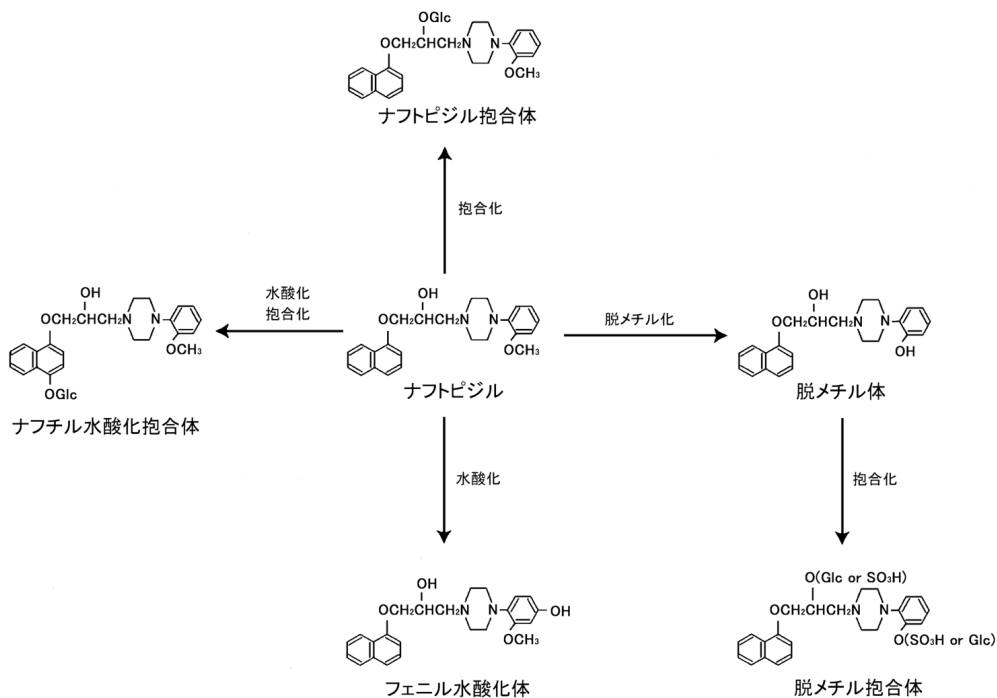 OGlc
OCH₂CHCH₂N
N
OCH₃
ナフトピジル抱合体
抱合化
水酸化
抱合化
OH
OCH₂CHCH₂N
N
OCH₃
OGlc
ナフチル水酸化抱合体
OH
OCH₂CHCH₂N
N
OCH₃
ナフトピジル
脱メチル化
OH
OCH₂CHCH₂N
N
OH
脱メチル体
水酸化
抱合化
OH
OCH₂CHCH₂N
N
OH
OCH₃
フェニル水酸化体
O(Glc or SO₃H)
OCH₂CHCH₂N
N
O(SO₃H or Glc)
脱メチル抱合体